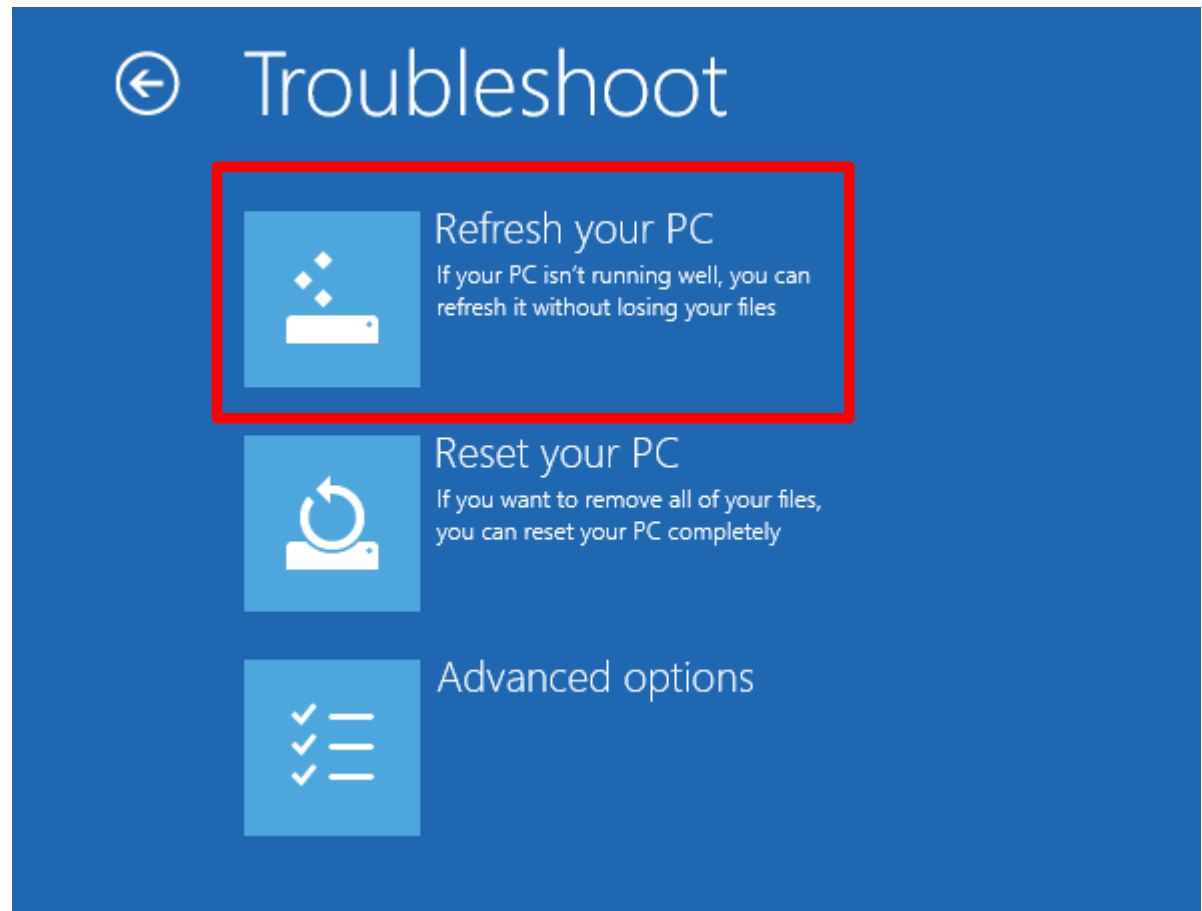 Troubleshoot
Refresh your PC
If your PC isn't running well, you can
refresh it without losing your files
Reset your PC
If you want to remove all of your files,
you can reset your PC completely
Advanced options